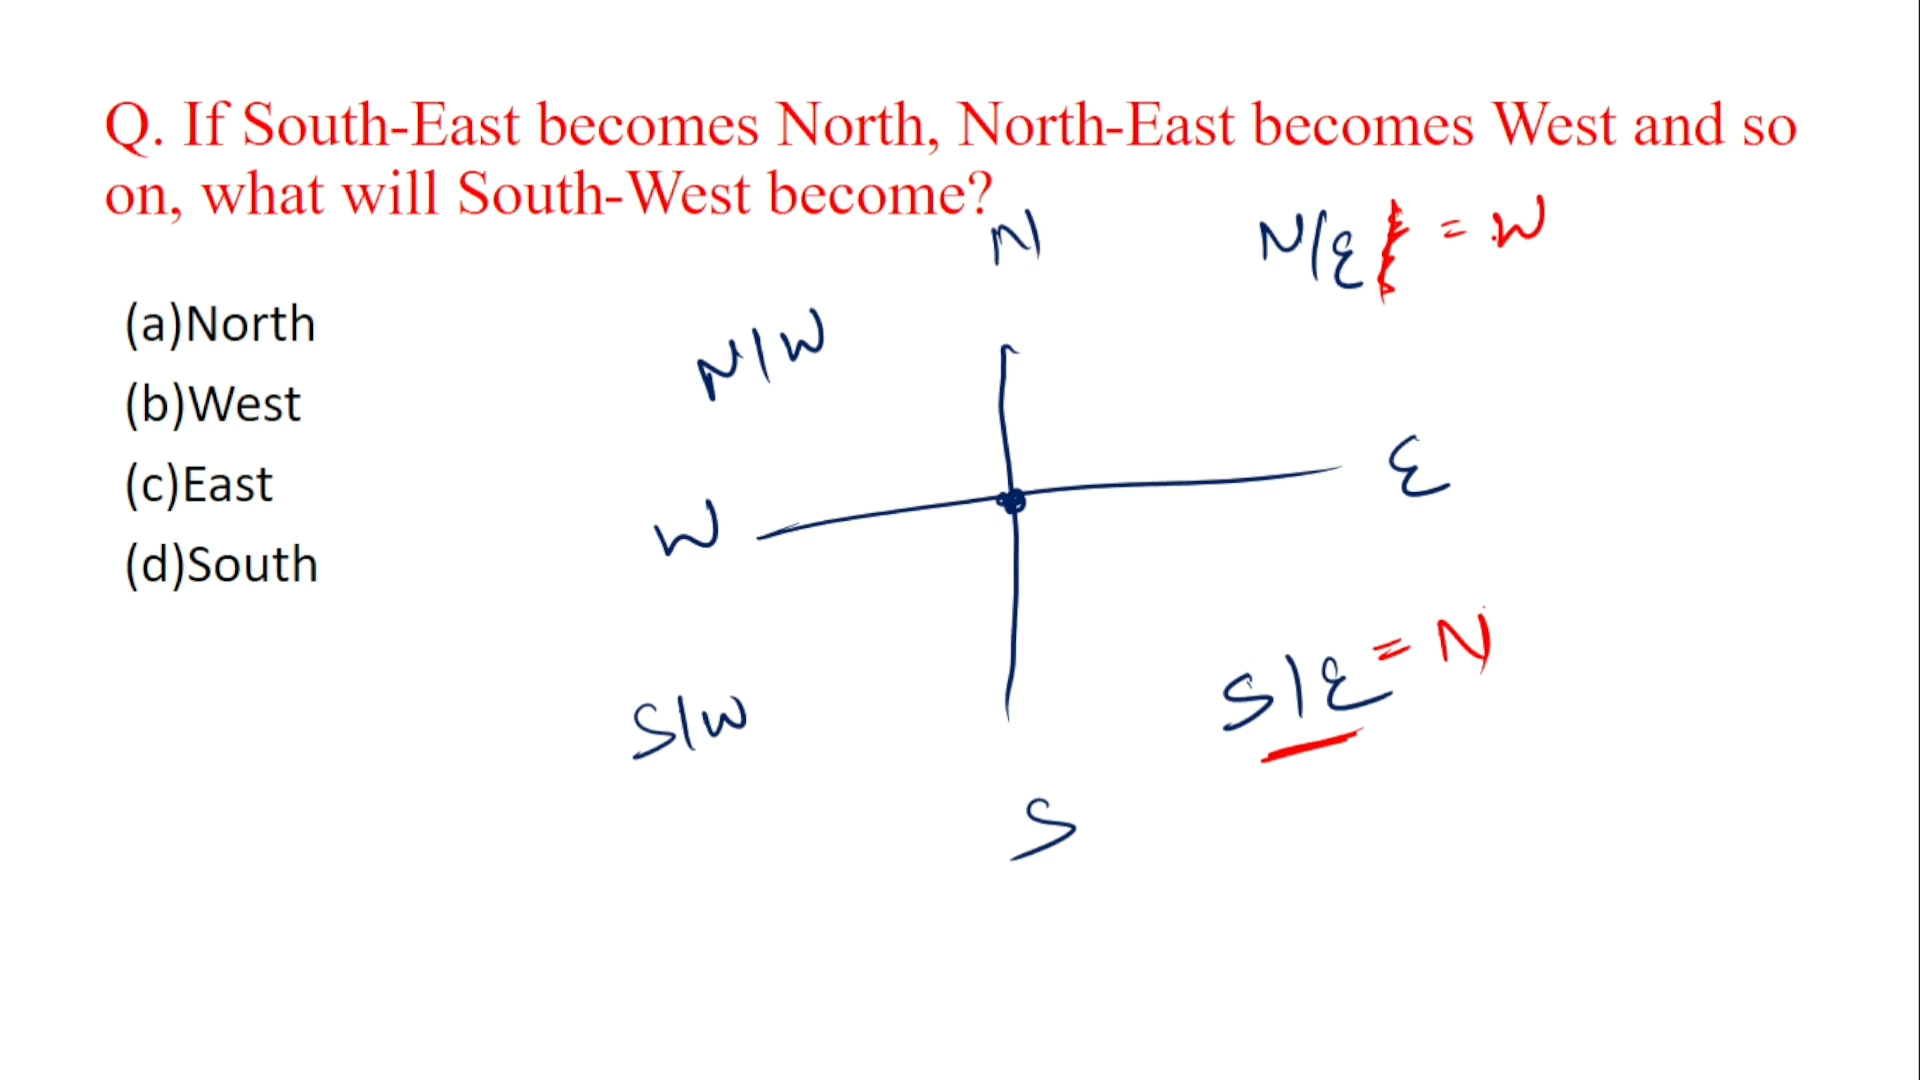 Q. If South-East becomes North, North-East becomes West and so
on, what will South-West become?
N
N/E = W
(a)North
N/W
(b)West
E
(c)East
W
(d)South
S/E = N
S/W
S